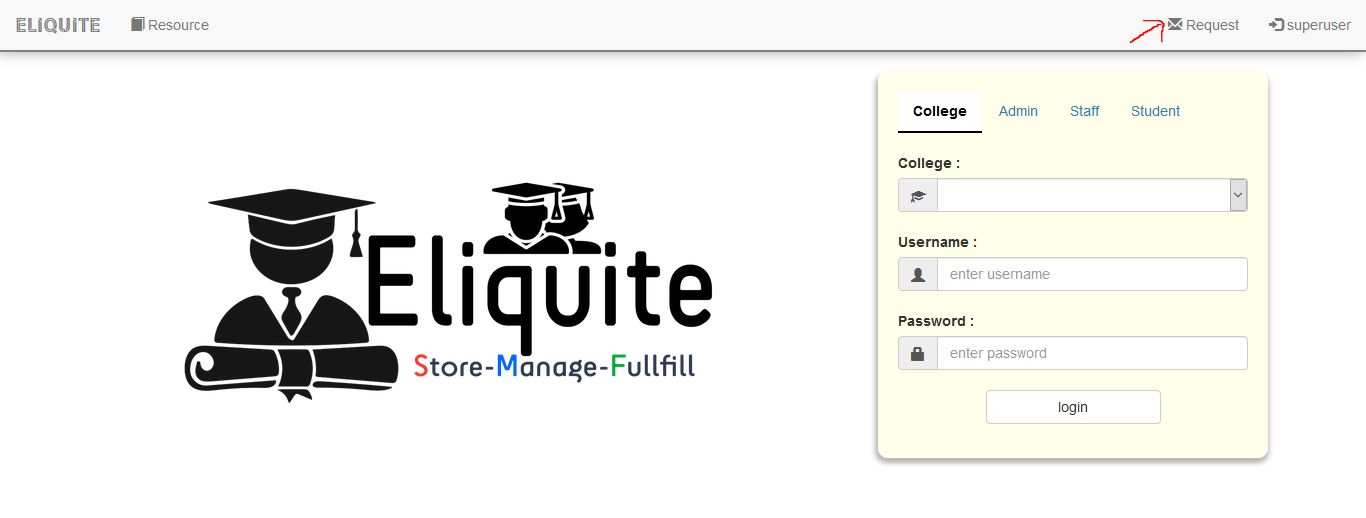 ELiQUiTE Resource Request superuser
College Admin Staff Student
College :
Username :
enter username
Password :
enter password
login
Eliquite
Store-Manage-Fullfill